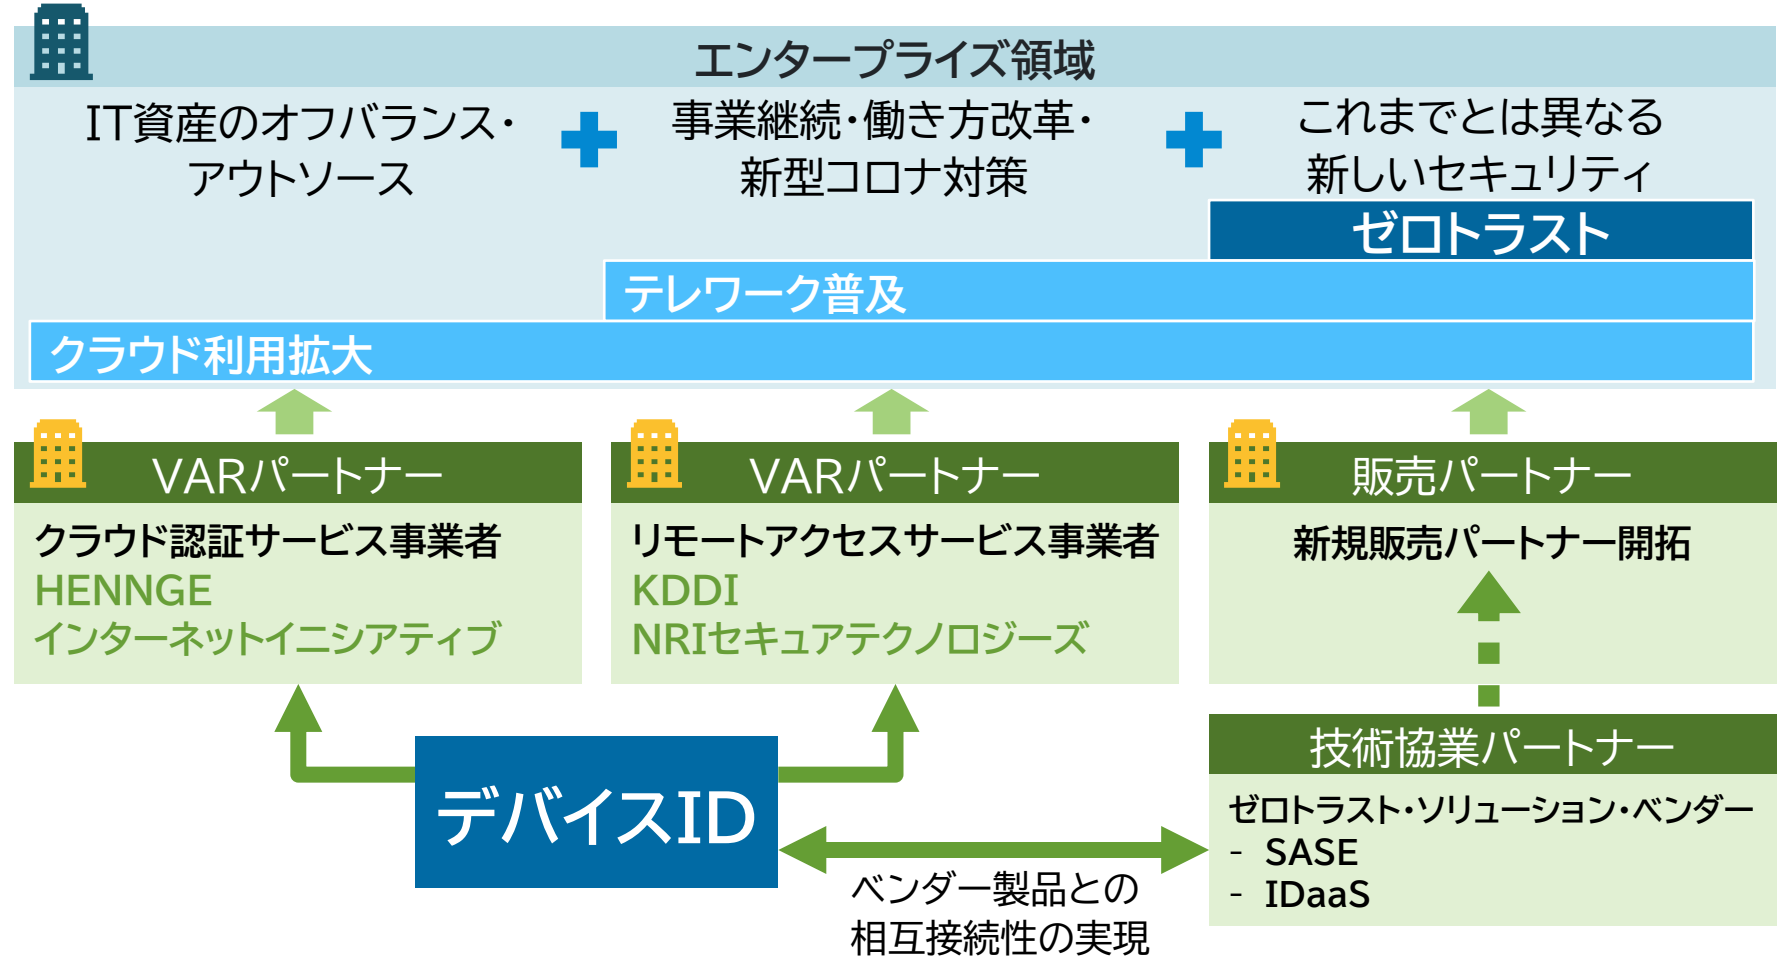 エンタープライズ領域
IT資産のオフバランス・
アウトソース
事業継続・働き方改革・
新型コロナ対策
これまでとは異なる
新しいセキュリティ
ゼロトラスト
テレワーク普及
クラウド利用拡大
VARパートナー
クラウド認証サービス事業者
HENNGE
インターネットイニシアティブ
VARパートナー
リモートアクセスサービス事業者
KDDI
NRIセキュアテクノロジーズ
販売パートナー
新規販売パートナー開拓
技術協業パートナー
ゼロトラスト・ソリューション・ベンダー
- SASE
- IDaaS
デバイスID
ベンダー製品との
相互接続性の実現